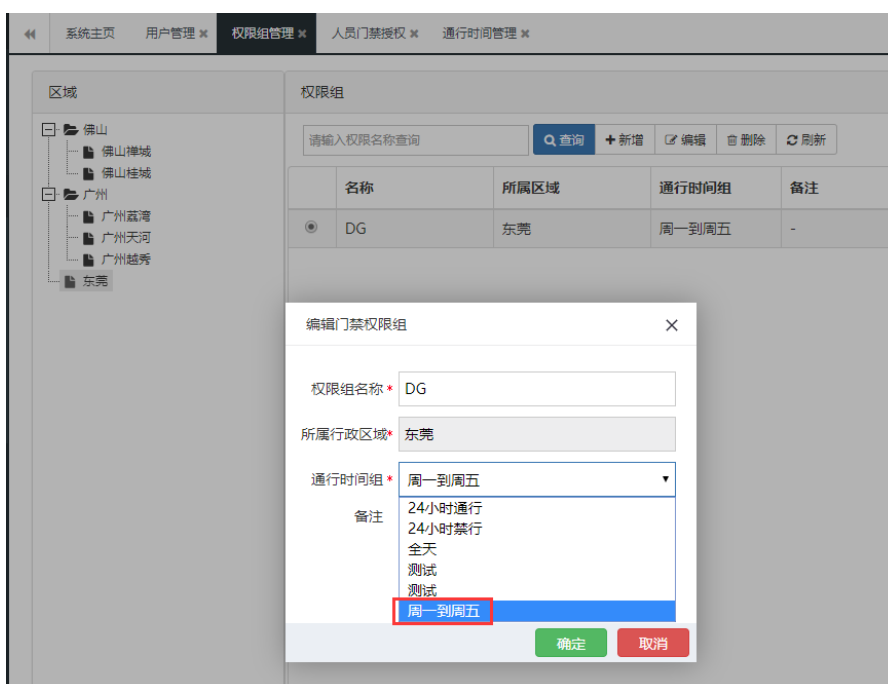 系统主页 用户管理 权限组管理 人员门禁授权 通行时间管理
区域
佛山
佛山禅城
佛山桂城
广州
广州荔湾
广州天河
广州越秀
东莞
权限组
请输入权限名称查询 查询 新增 编辑 删除 刷新
名称 所属区域 通行时间组 备注
DG 东莞 周一到周五 -
编辑门禁权限组
权限组名称* DG
所属行政区域* 东莞
通行时间组* 周一到周五
备注
24小时通行
24小时禁行
全天
测试
测试
周一到周五
确定 取消